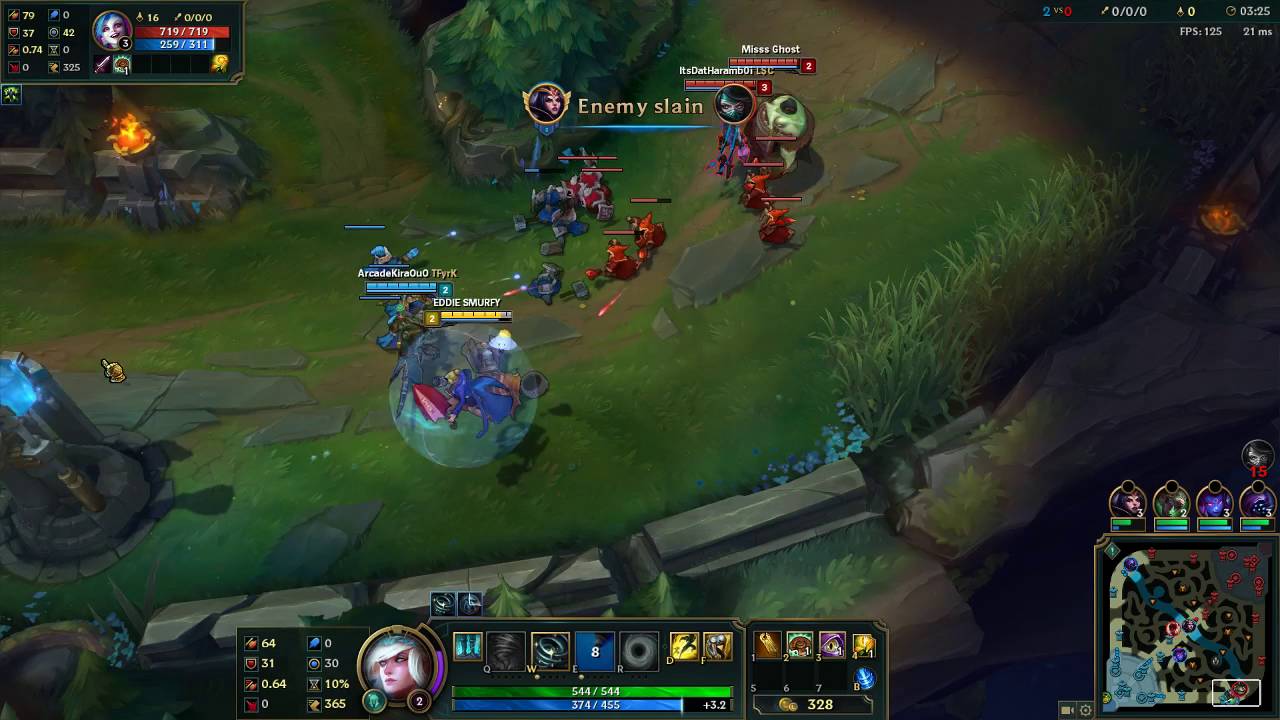 79 0 16 0/0/0 2 vs 0 0/0/0 0 03:25
37 42 719 / 719 FPS: 125 21 ms
0.74 0 3 259 / 311
0 325 1
Misss Ghost
2
ItsDatHaramb0i LSC
3
Enemy slain
ArcadeKiraOuO TFyrK
2
EDDIE SMURFY
2
15
3 2 3 3
64 0
31 30
0.64 10%
0 365
2
8
Q W E R D F
1 2 3 4 1
5 6 7 B
544 / 544
374 / 455 +3.2
328